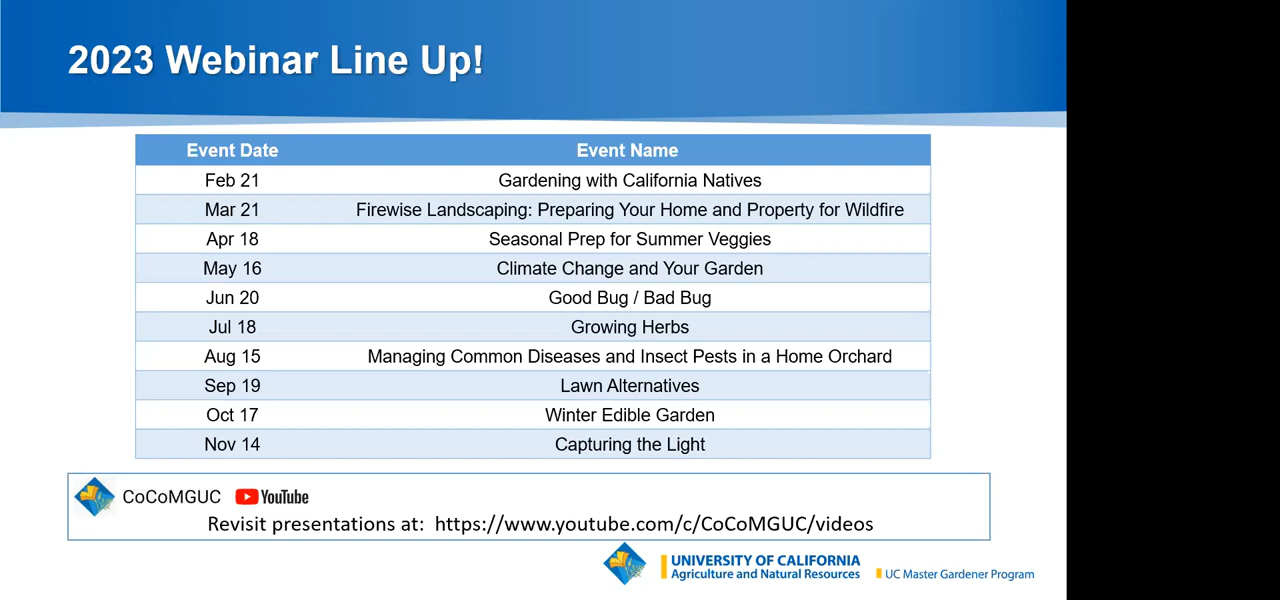 2023 Webinar Line Up!
Event Date Event Name
Feb 21 Gardening with California Natives
Mar 21 Firewise Landscaping: Preparing Your Home and Property for Wildfire
Apr 18 Seasonal Prep for Summer Veggies
May 16 Climate Change and Your Garden
Jun 20 Good Bug / Bad Bug
Jul 18 Growing Herbs
Aug 15 Managing Common Diseases and Insect Pests in a Home Orchard
Sep 19 Lawn Alternatives
Oct 17 Winter Edible Garden
Nov 14 Capturing the Light
CoCoMGUC YouTube
Revisit presentations at: https://www.youtube.com/c/CoCoMGUC/videos
UNIVERSITY OF CALIFORNIA
Agriculture and Natural Resources UC Master Gardener Program